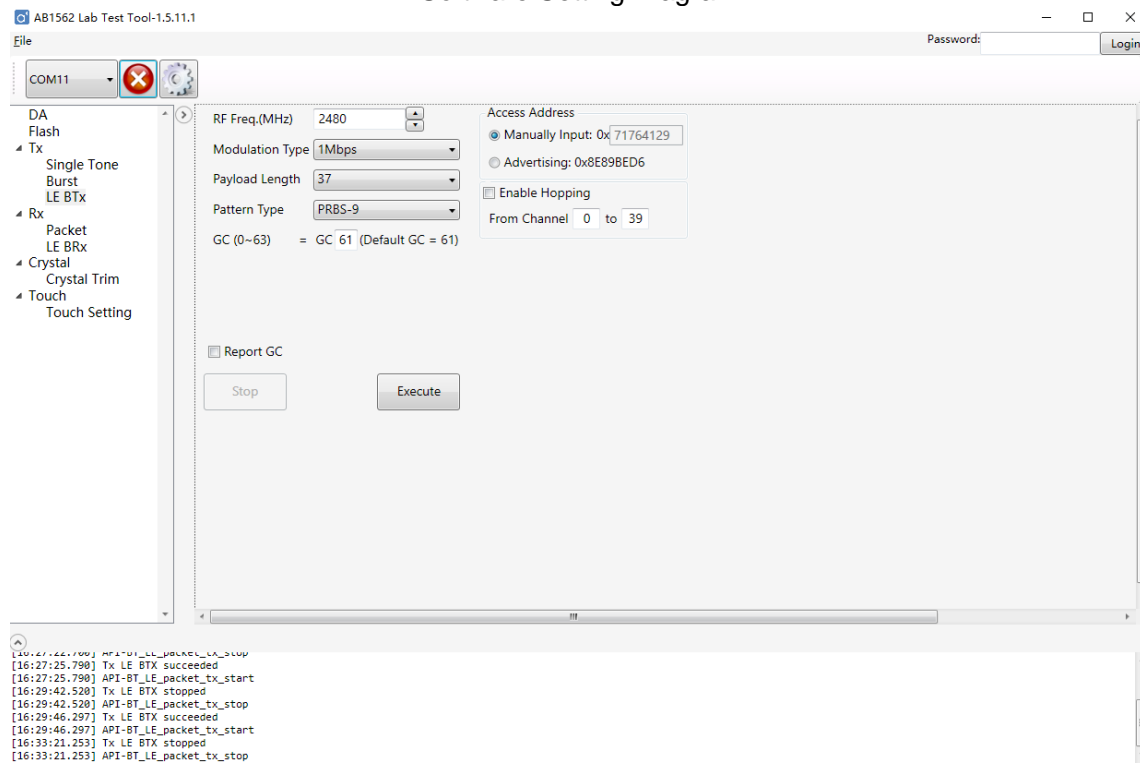 AB1562 Lab Test Tool-1.5.11.1
File
Password:
Login
COM11
DA
Flash
Tx
Single Tone
Burst
LE BTx
Rx
Packet
LE BRx
Crystal
Crystal Trim
Touch
Touch Setting
RF Freq.(MHz) 2480
Modulation Type 1Mbps
Payload Length 37
Pattern Type PRBS-9
GC (0~63) = GC 61 (Default GC = 61)
Access Address
Manually Input: 0x 71764129
Advertising: 0x8E89BED6
Enable Hopping
From Channel 0 to 39
Report GC
Stop Execute
[16:27:22.700] API-BT_LE_packet_tx_stop
[16:27:25.790] Tx LE BTX succeeded
[16:27:25.790] API-BT_LE_packet_tx_start
[16:29:42.520] Tx LE BTX stopped
[16:29:42.520] API-BT_LE_packet_tx_stop
[16:29:46.297] Tx LE BTX succeeded
[16:29:46.297] API-BT_LE_packet_tx_start
[16:33:21.253] Tx LE BTX stopped
[16:33:21.253] API-BT_LE_packet_tx_stop